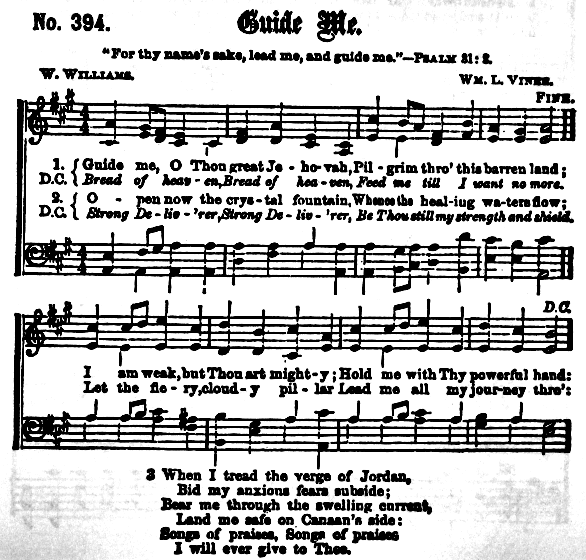 No. 394.
Guide Me.
"For thy name's sake, lead me, and guide me."—PSALM 31: 3.
W. WILLIAMS.
WM. L. VINES.
FINE.
4 4
1. { Guide me, O Thou great Je - ho-vah, Pil - grim thro' this barren land;
D.C. { Bread of heav - en, Bread of hea - ven, Feed me till I want no more.
2. { O - pen now the crys - tal fountain, Whence the heal-ing wa-ters flow;
D.C. { Strong De - liv - 'rer, Strong De - liv - 'rer, Be Thou still my strength and shield.
4 4
D.C.
I am weak, but Thou art might-y; Hold me with Thy powerful hand:
Let the fie - ry, cloud - y pil - lar Lead me all my jour-ney thro':
3 When I tread the verge of Jordan,
Bid my anxious fears subside;
Bear me through the swelling current,
Land me safe on Canaan's side:
Songs of praises, Songs of praises
I will ever give to Thee.